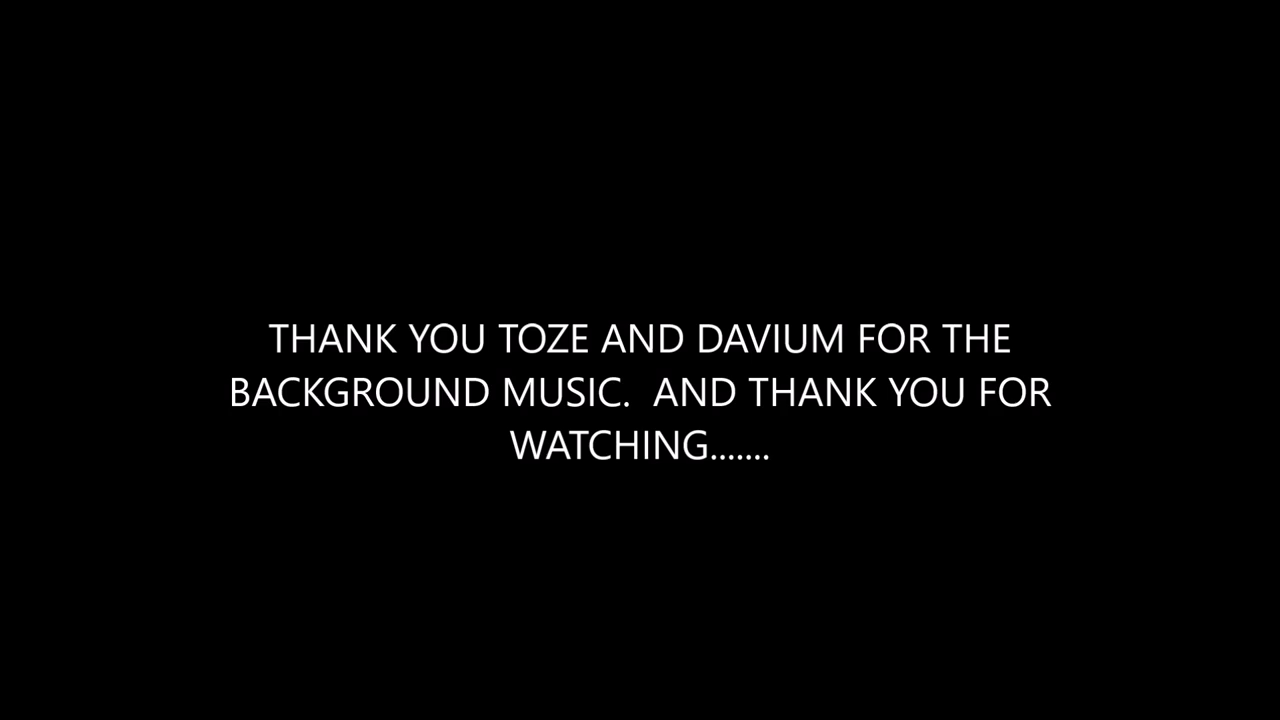 THANK YOU TOZE AND DAVIUM FOR THE
BACKGROUND MUSIC.  AND THANK YOU FOR
WATCHING.......